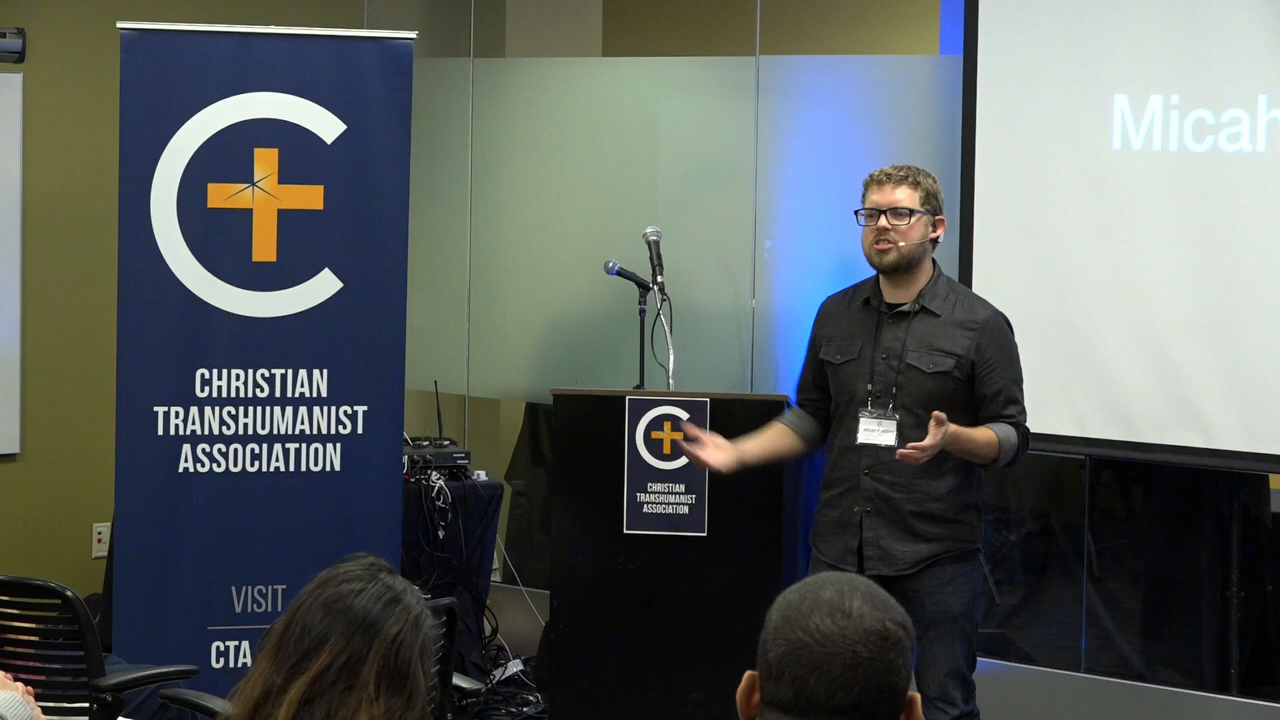 CHRISTIAN
TRANSHUMANIST
ASSOCIATION
VISIT
CTA
CHRISTIAN
TRANSHUMANIST
ASSOCIATION
Micah